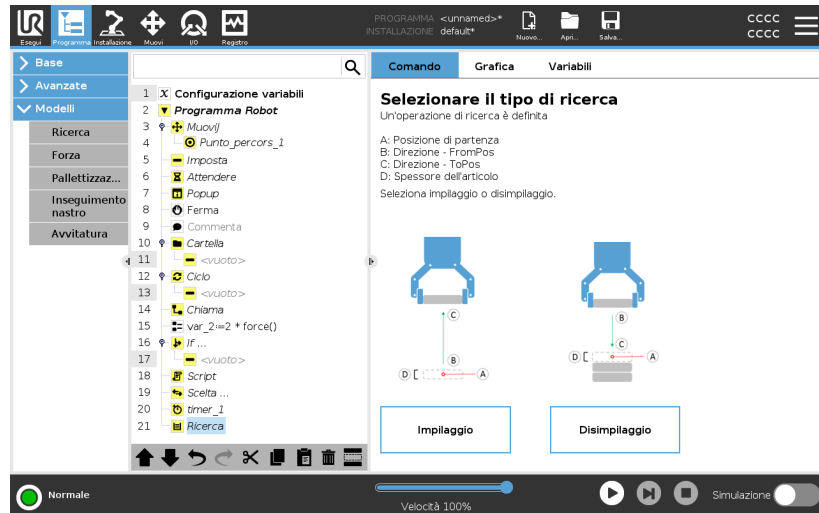 PROGRAMMA <unnamed>*
INSTALLAZIONE default*
Esegui
Programma
Installazione
Muovi
I/O
Registro
Nuovo...
Apri...
Salva...
CCCC
CCCC
Base
Avanzate
Modelli
Ricerca
Forza
Pallettizzaz...
Inseguimento
nastro
Avvitatura
1 X Configurazione variabili
2 Programma Robot
3 MuoviJ
4 Punto_percors_1
5 Imposta
6 Attendere
7 Popup
8 Ferma
9 Commenta
10 Cartella
11 <vuoto>
12 Ciclo
13 <vuoto>
14 Chiama
15 var_2≔2 * force()
16 If ...
17 <vuoto>
18 Script
19 Scelta ...
20 timer_1
21 Ricerca
Comando Grafica Variabili
Selezionare il tipo di ricerca
Un'operazione di ricerca è definita
A: Posizione di partenza
B: Direzione - FromPos
C: Direzione - ToPos
D: Spessore dell'articolo
Seleziona impilaggio o disimpilaggio.
C
B
D
A
B
C
D
A
Impilaggio
Disimpilaggio
Normale
Velocità 100%
Simulazione